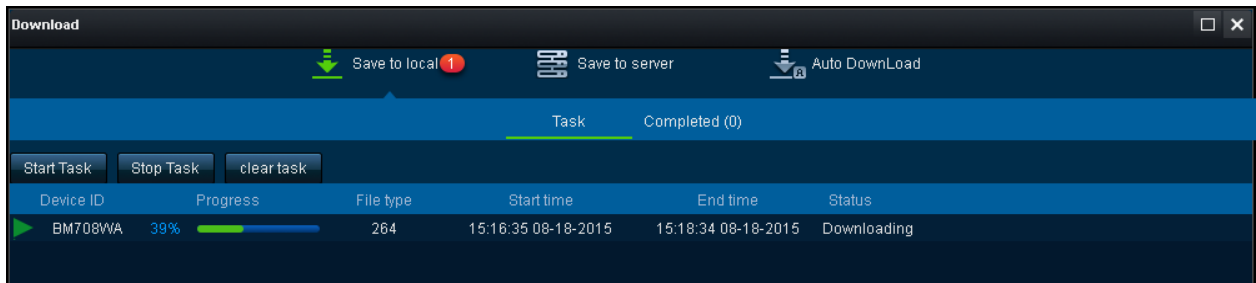 Download
Save to local 1 Save to server A Auto DownLoad
Task Completed (0)
Start Task Stop Task clear task
Device ID Progress File type Start time End time Status
BM708WA 39% 264 15:16:35 08-18-2015 15:18:34 08-18-2015 Downloading